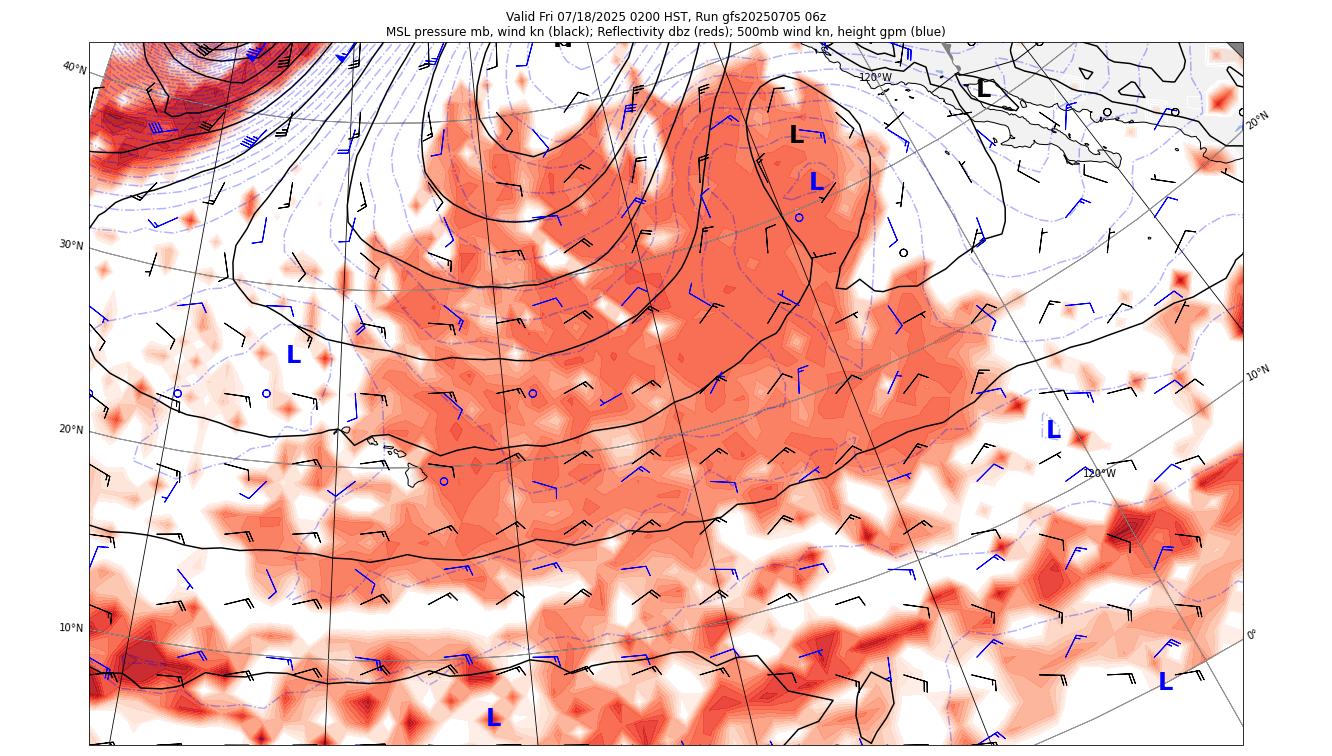 Valid Fri 07/18/2025 0200 HST, Run gfs20250705 06z
MSL pressure mb, wind kn (black); Reflectivity dbz (reds); 500mb wind kn, height gpm (blue)
40°N
120°W
L
20°N
L
L
30°N
L
10°N
20°N
L
120°W
10°N
0°
L
L